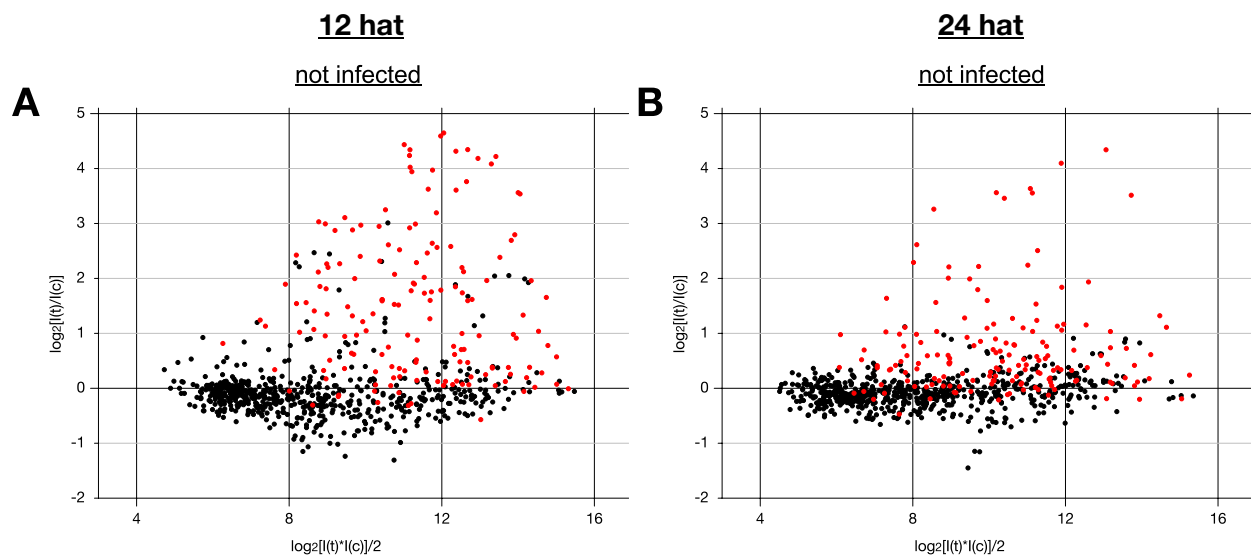 12 hat
24 hat
not infected
not infected
A
B
5
4
3
2
1
0
-1
-2
log2[I(t)/I(c)]
4
8
12
16
log2[I(t)*I(c)]/2
5
4
3
2
1
0
-1
-2
log2[I(t)/I(c)]
4
8
12
16
log2[I(t)*I(c)]/2